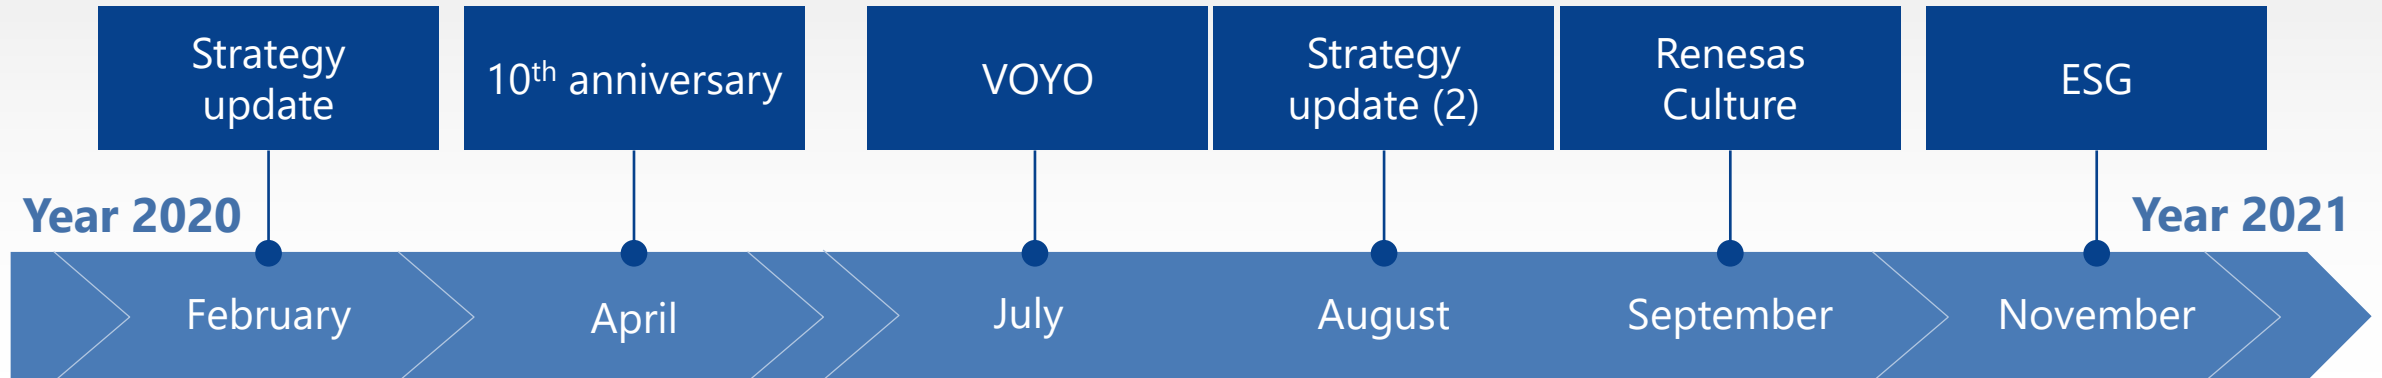 Strategy
update
10th anniversary
VOYO
Strategy
update (2)
Renesas
Culture
ESG
Year 2020
Year 2021
February
April
July
August
September
November